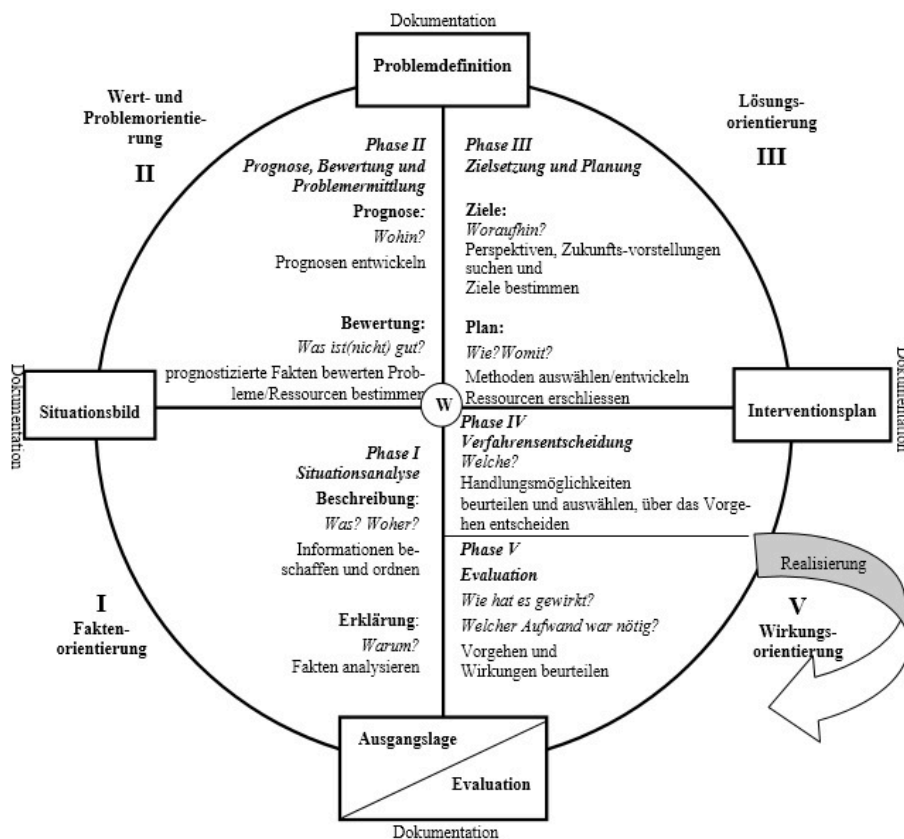 Dokumentation
Problemdefinition
Wert- und
Problemorientie-
rung
II
Lösungs-
orientierung
III
Phase II
Prognose, Bewertung und
Problemermittlung
Prognose:
Wohin?
Prognosen entwickeln
Bewertung:
Was ist(nicht) gut?
prognostizierte Fakten bewerten Prob-
leme/Ressourcen bestimmen
Phase III
Zielsetzung und Planung
Ziele:
Woraufhin?
Perspektiven, Zukunfts-vorstellungen
suchen und
Ziele bestimmen
Plan:
Wie?Womit?
Methoden auswählen/entwickeln
Ressourcen erschliessen
Dokumentation
Situationsbild
W
Interventionsplan
Dokumentation
Phase I
Situationsanalyse
Beschreibung:
Was? Woher?
Informationen be-
schaffen und ordnen
Erklärung:
Warum?
Fakten analysieren
Phase IV
Verfahrensentscheidung
Welche?
Handlungsmöglichkeiten
beurteilen und auswählen, über das Vorge-
hen entscheiden
Phase V
Evaluation
Wie hat es gewirkt?
Welcher Aufwand war nötig?
Vorgehen und
Wirkungen beurteilen
I
Fakten-
orientierung
Realisierung
V
Wirkungs-
orientierung
Ausgangslage
Evaluation
Dokumentation